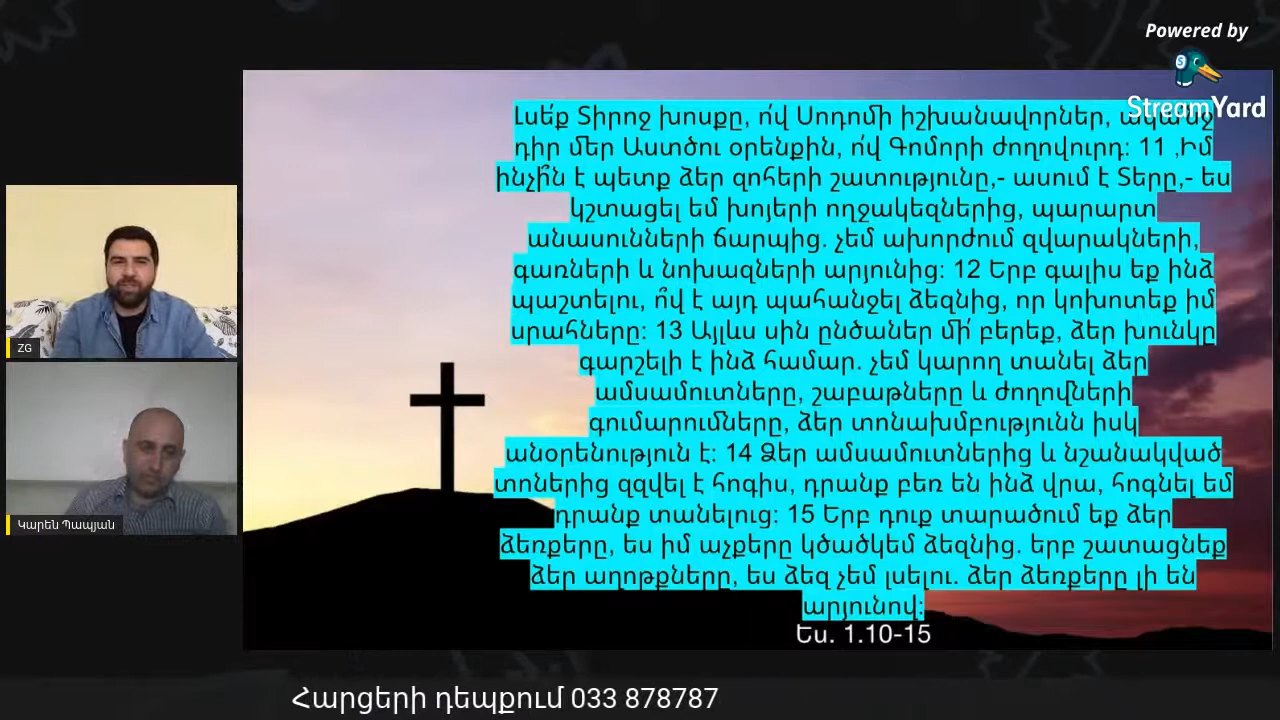 Powered by
StreamYard
Լսե՛ք Տիրոջ խոսքը, ո՛վ Սոդոմի իշխանավորներ, ականջ
դիր մեր Աստծու օրենքին, ո՛վ Գոմորի ժողովուրդ: 11 ,Իմ
ինչի՞ն է պետք ձեր զոհերի շատությունը,- ասում է Տերը,- ես
կշտացել եմ խոյերի ողջակեզներից, պարարտ
անասունների ճարպից. չեմ ախորժում զվարակների,
գառների և նոխազների արյունից: 12 Երբ գալիս եք ինձ
պաշտելու, ո՞վ է այդ պահանջել ձեզնից, որ կոխոտեք իմ
սրահները: 13 Այլևս սին ընծաներ մի՛ բերեք, ձեր խունկը
գարշելի է ինձ համար. չեմ կարող տանել ձեր
ամսամուտները, շաբաթները և ժողովների
գումարումները, ձեր տոնախմբությունն իսկ
անօրենություն է: 14 Ձեր ամսամուտներից և նշանակված
տոներից զզվել է հոգիս, դրանք բեռ են ինձ վրա, հոգնել եմ
դրանք տանելուց: 15 Երբ դուք տարածում եք ձեր
ձեռքերը, ես իմ աչքերը կծածկեմ ձեզնից. երբ շատացնեք
ձեր աղոթքները, ես ձեզ չեմ լսելու. ձեր ձեռքերը լի են
արյունով:
Ես. 1.10-15
ZG
Կարեն Պապյան
Հարցերի դեպքում 033 878787